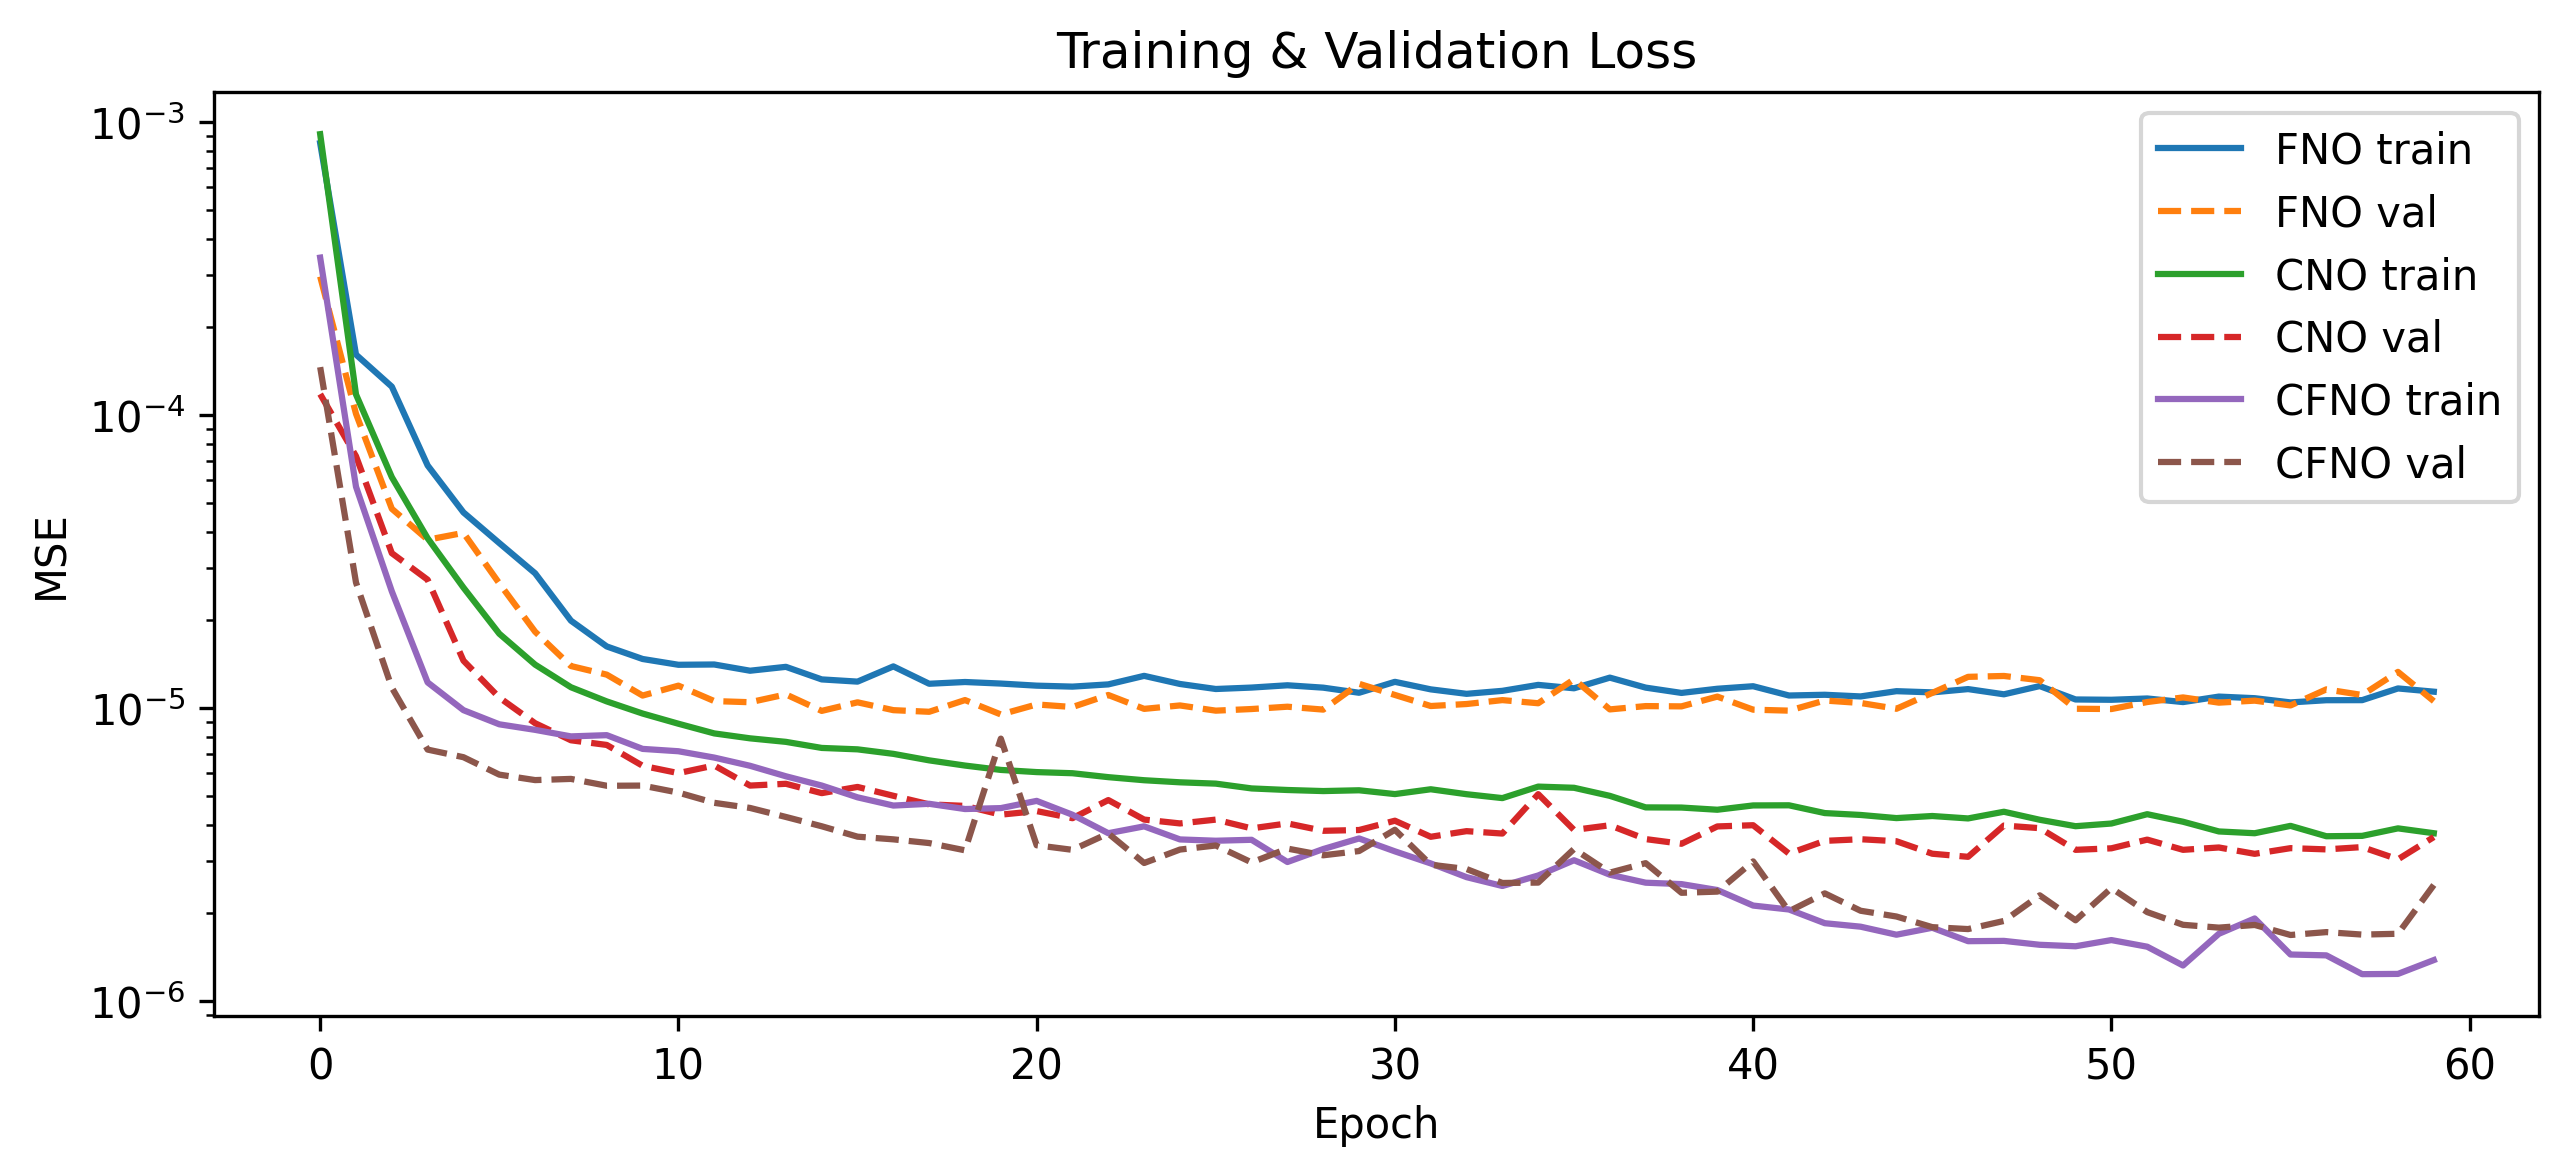 Training & Validation Loss
MSE
10⁻³
10⁻⁴
10⁻⁵
10⁻⁶
FNO train
FNO val
CNO train
CNO val
CFNO train
CFNO val
0 10 20 30 40 50 60
Epoch